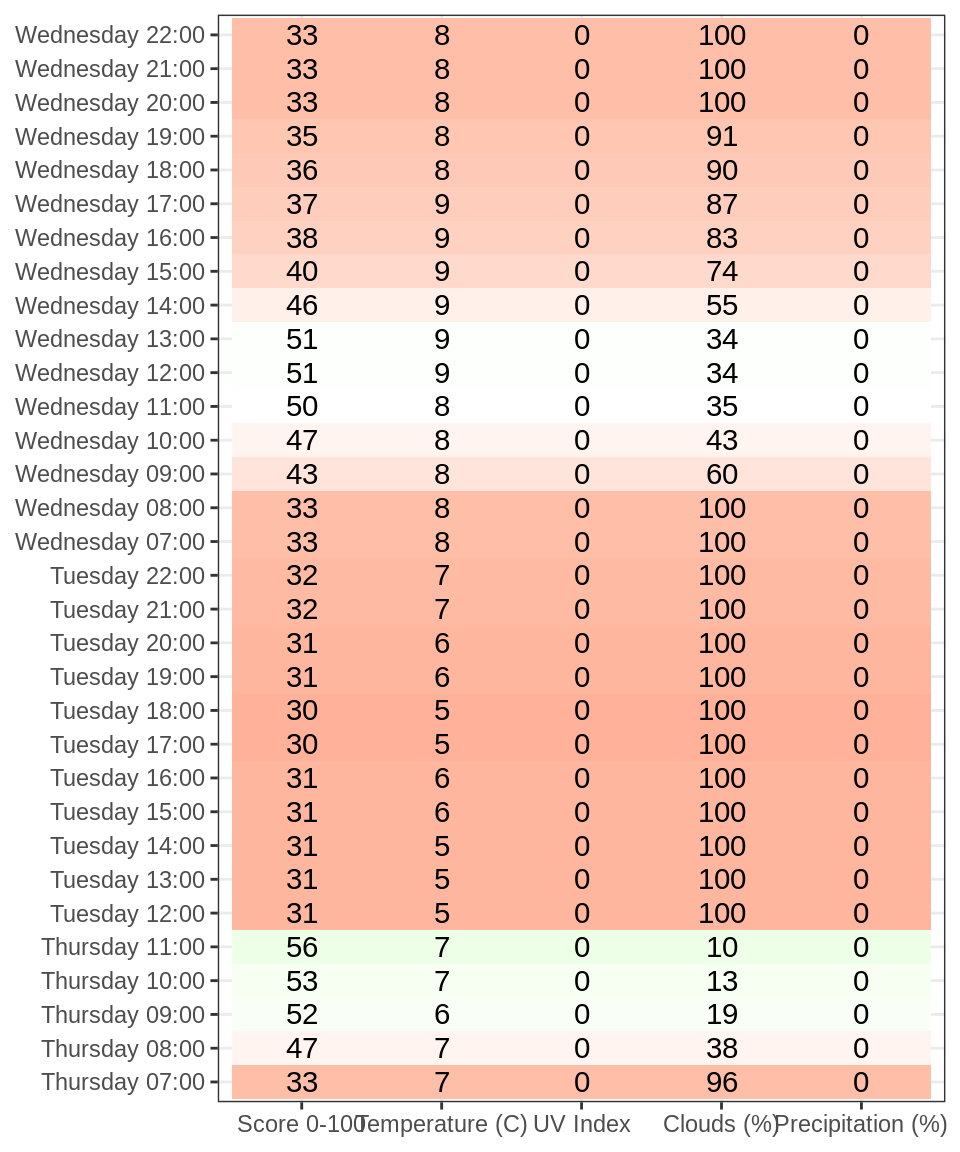 Wednesday 22:00 33 8 0 100 0
Wednesday 21:00 33 8 0 100 0
Wednesday 20:00 33 8 0 100 0
Wednesday 19:00 35 8 0 91 0
Wednesday 18:00 36 8 0 90 0
Wednesday 17:00 37 9 0 87 0
Wednesday 16:00 38 9 0 83 0
Wednesday 15:00 40 9 0 74 0
Wednesday 14:00 46 9 0 55 0
Wednesday 13:00 51 9 0 34 0
Wednesday 12:00 51 9 0 34 0
Wednesday 11:00 50 8 0 35 0
Wednesday 10:00 47 8 0 43 0
Wednesday 09:00 43 8 0 60 0
Wednesday 08:00 33 8 0 100 0
Wednesday 07:00 33 8 0 100 0
Tuesday 22:00 32 7 0 100 0
Tuesday 21:00 32 7 0 100 0
Tuesday 20:00 31 6 0 100 0
Tuesday 19:00 31 6 0 100 0
Tuesday 18:00 30 5 0 100 0
Tuesday 17:00 30 5 0 100 0
Tuesday 16:00 31 6 0 100 0
Tuesday 15:00 31 6 0 100 0
Tuesday 14:00 31 5 0 100 0
Tuesday 13:00 31 5 0 100 0
Tuesday 12:00 31 5 0 100 0
Thursday 11:00 56 7 0 10 0
Thursday 10:00 53 7 0 13 0
Thursday 09:00 52 6 0 19 0
Thursday 08:00 47 7 0 38 0
Thursday 07:00 33 7 0 96 0
Score 0-100 Temperature (C) UV Index Clouds (%) Precipitation (%)